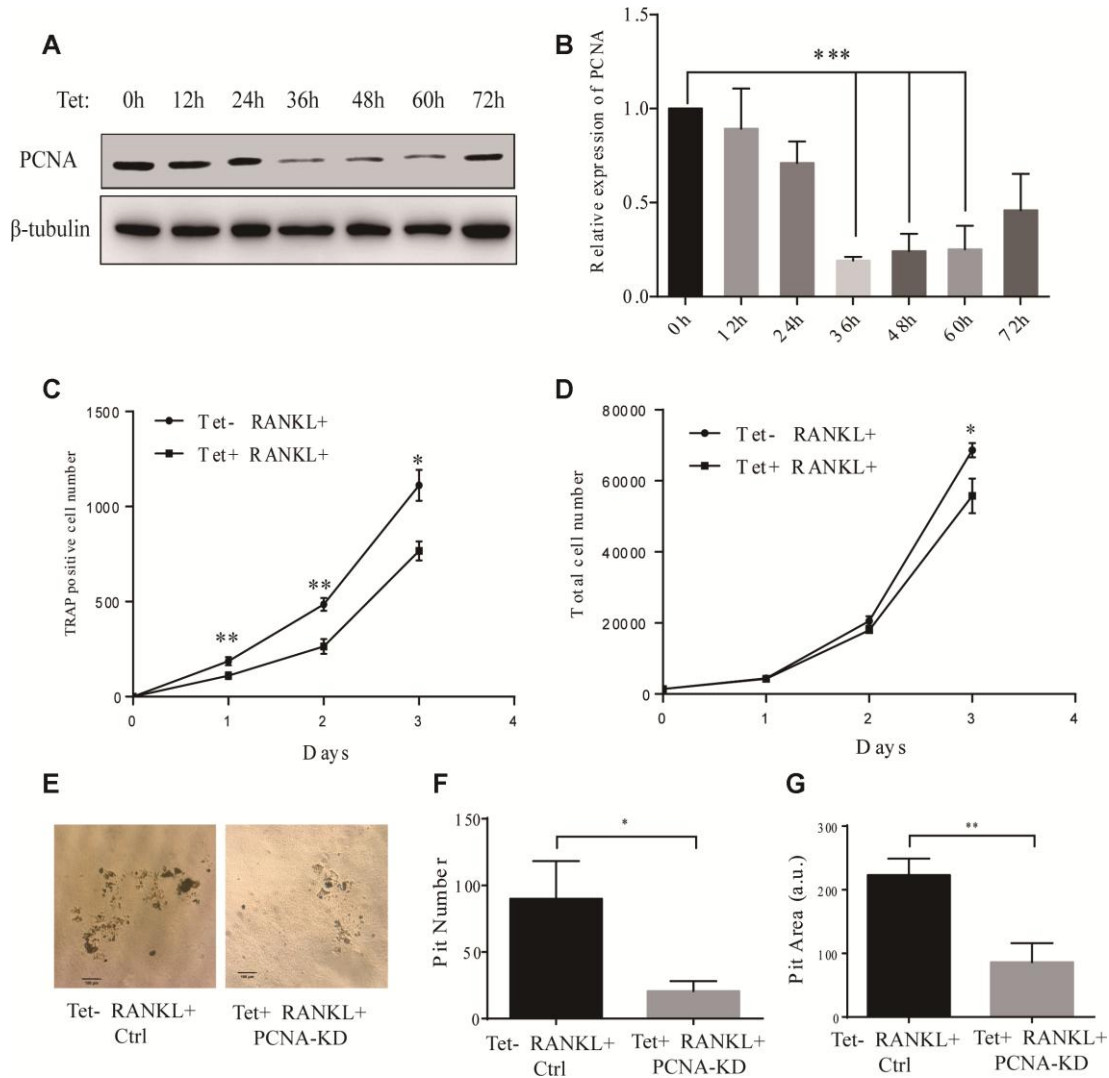 A
Tet: 0h 12h 24h 36h 48h 60h 72h
PCNA
β-tubulin
B
Relative expression of PCNA
1.5
1.0
0.5
0.0
***
0h 12h 24h 36h 48h 60h 72h
C
Tet- RANKL+
Tet+ RANKL+
TRAP positive cell number
1500
1000
500
0
**
**
*
0 1 2 3 4
Days
D
Tet- RANKL+
Tet+ RANKL+
Total cell number
80000
60000
40000
20000
0
*
0 1 2 3 4
Days
E
100 μm
100 μm
Tet- RANKL+
Ctrl
Tet+ RANKL+
PCNA-KD
F
Pit Number
150
100
50
0
*
Tet- RANKL+
Ctrl
Tet+ RANKL+
PCNA-KD
G
Pit Area (a.u.)
300
200
100
0
**
Tet- RANKL+
Ctrl
Tet+ RANKL+
PCNA-KD